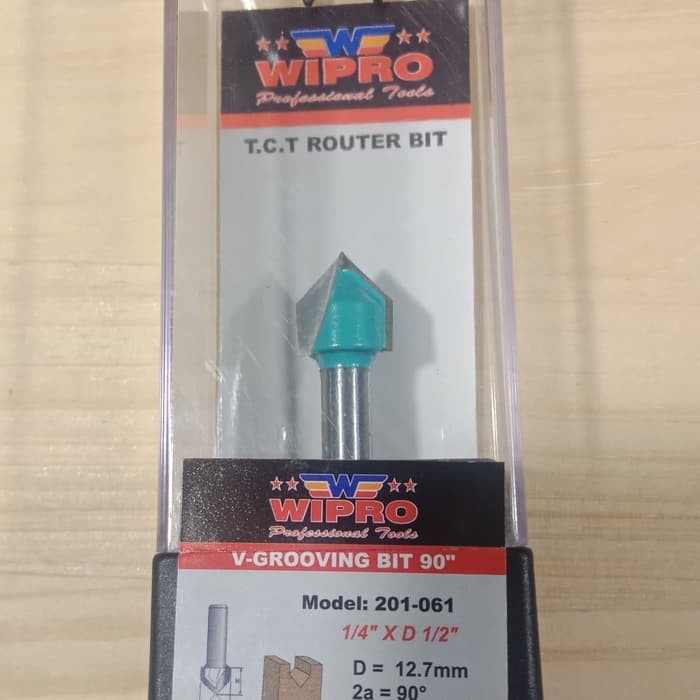 W
WIPRO
Professional Tools
T.C.T ROUTER BIT
W
WIPRO
Professional Tools
V-GROOVING BIT 90"
Model: 201-061
1/4" X D 1/2"
H
D = 12.7mm
2a = 90°